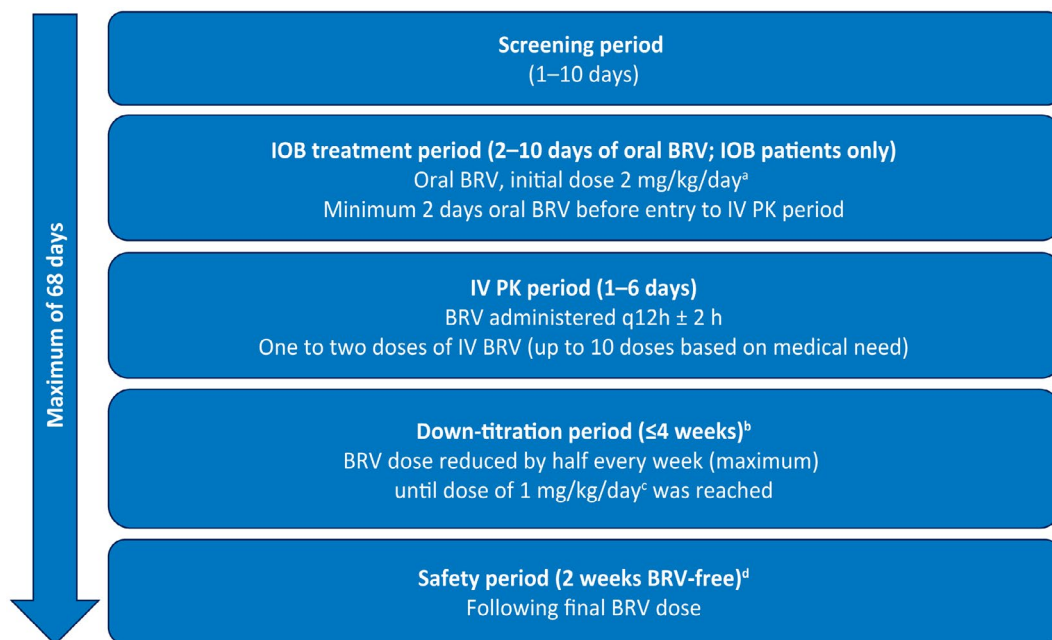 Maximum of 68 days
Screening period
(1–10 days)
IOB treatment period (2–10 days of oral BRV; IOB patients only)
Oral BRV, initial dose 2 mg/kg/dayᵃ
Minimum 2 days oral BRV before entry to IV PK period
IV PK period (1–6 days)
BRV administered q12h ± 2 h
One to two doses of IV BRV (up to 10 doses based on medical need)
Down-titration period (≤4 weeks)ᵇ
BRV dose reduced by half every week (maximum)
until dose of 1 mg/kg/dayᶜ was reached
Safety period (2 weeks BRV-free)ᵈ
Following final BRV dose